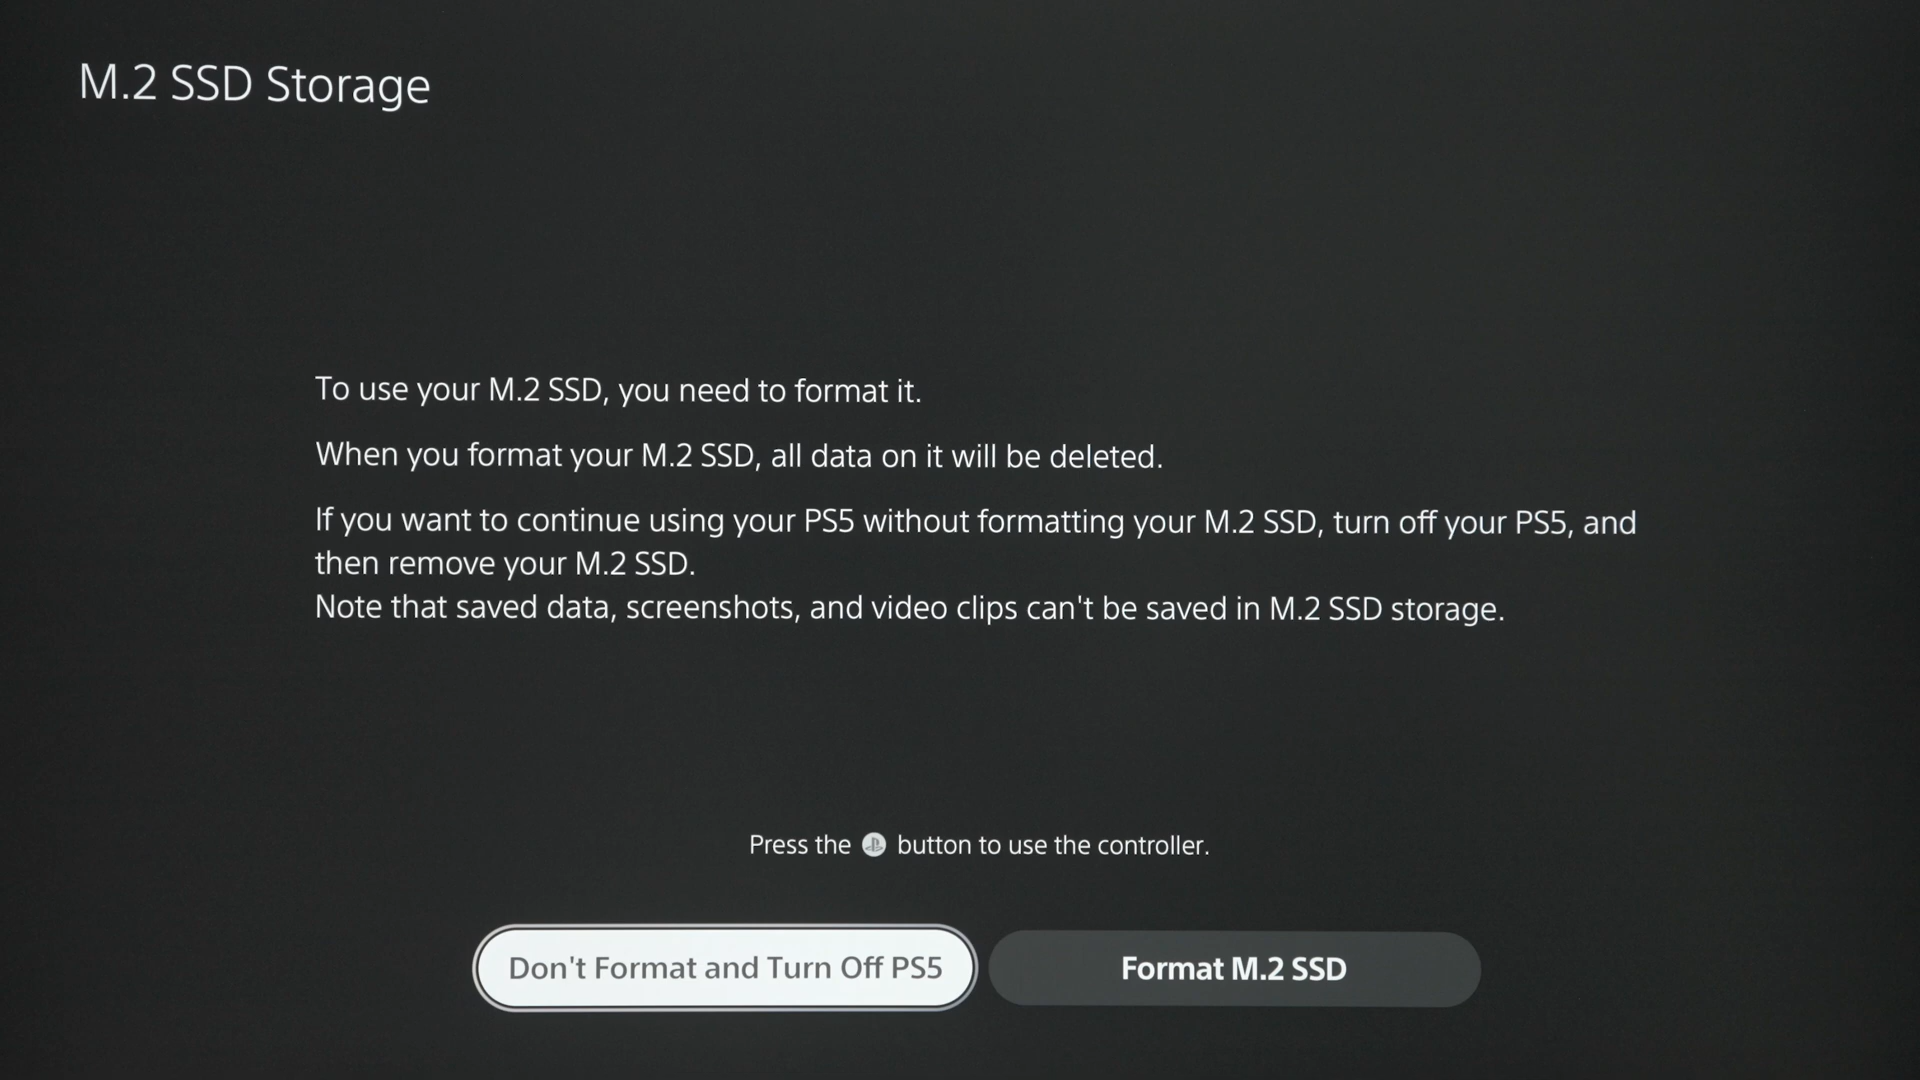 M.2 SSD Storage
To use your M.2 SSD, you need to format it.
When you format your M.2 SSD, all data on it will be deleted.
If you want to continue using your PS5 without formatting your M.2 SSD, turn off your PS5, and
then remove your M.2 SSD.
Note that saved data, screenshots, and video clips can't be saved in M.2 SSD storage.
Press the button to use the controller.
Don't Format and Turn Off PS5
Format M.2 SSD